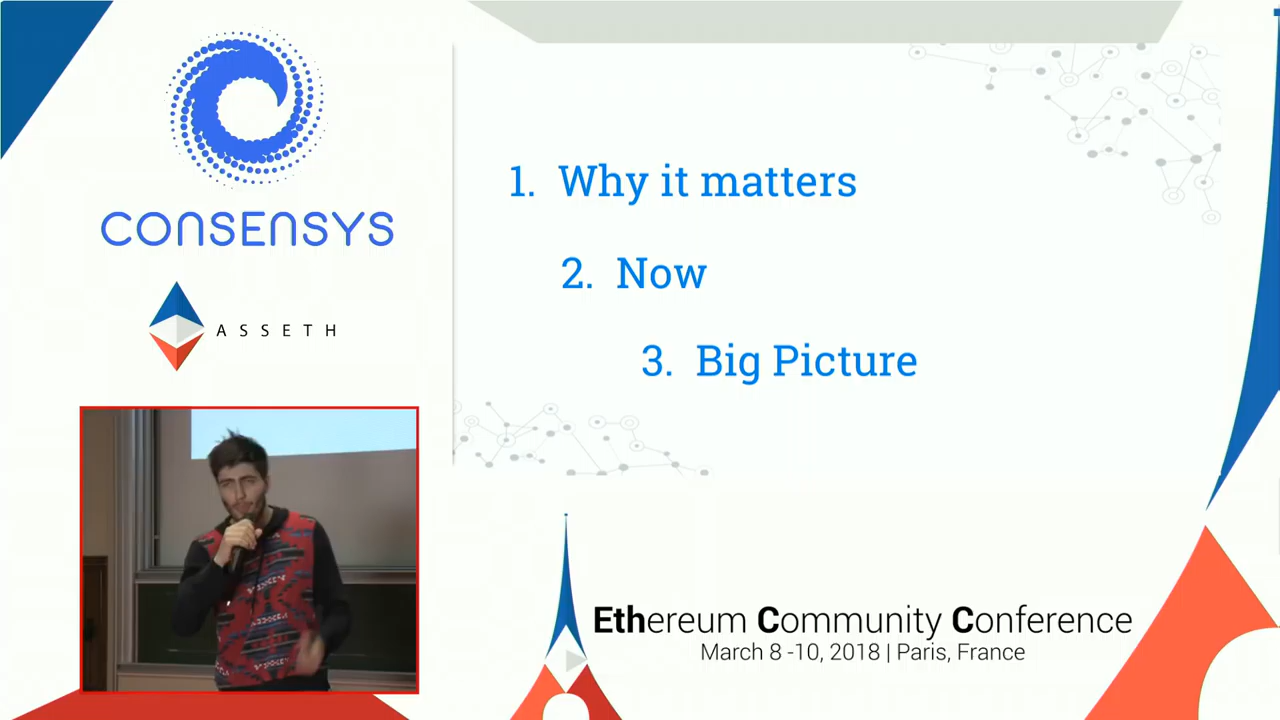 CONSENSYS
ASSETH
1. Why it matters
2. Now
3. Big Picture
Ethereum Community Conference
March 8 -10, 2018 | Paris, France